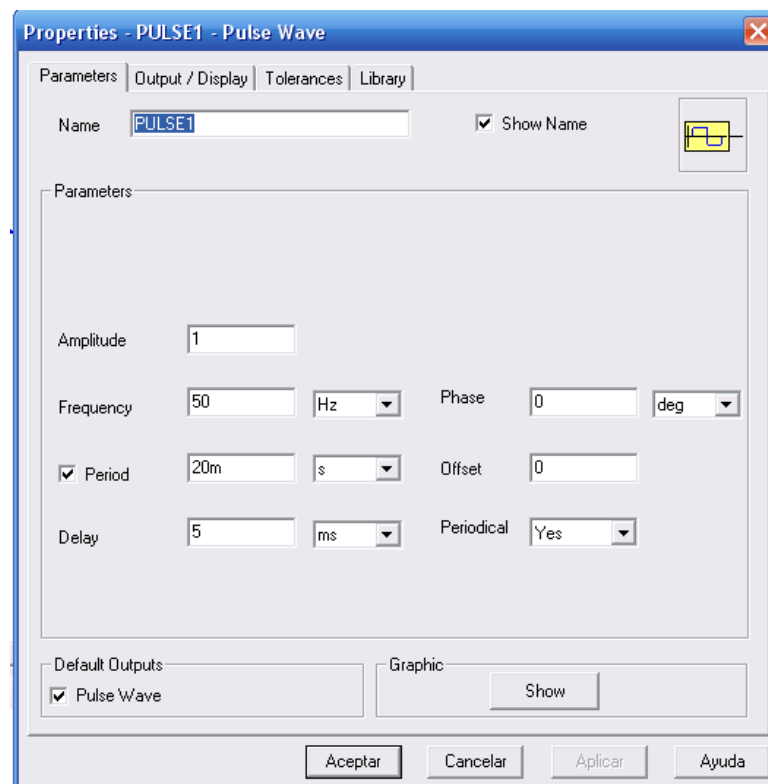 Properties - PULSE1 - Pulse Wave
Parameters Output / Display Tolerances Library
Name PULSE1 Show Name
Parameters
Amplitude 1
Frequency 50 Hz Phase 0 deg
Period 20m s Offset 0
Delay 5 ms Periodical Yes
Default Outputs Graphic
Pulse Wave Show
Aceptar Cancelar Aplicar Ayuda